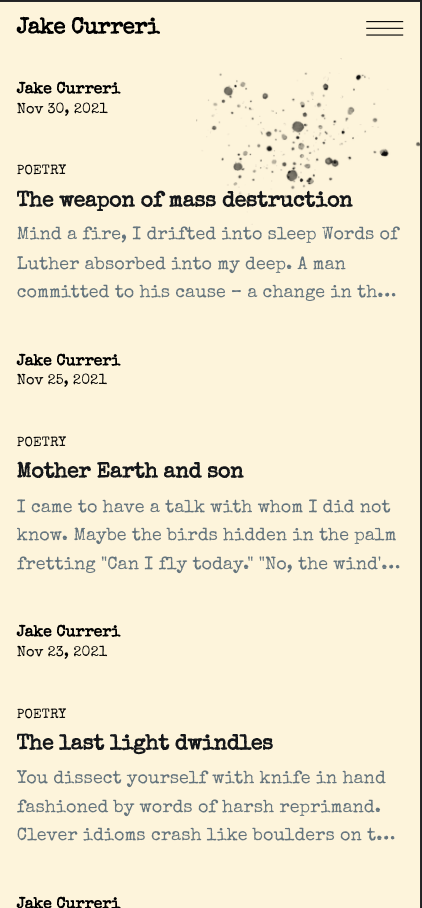 Jake Curreri
Jake Curreri
Nov 30, 2021
POETRY
The weapon of mass destruction
Mind a fire, I drifted into sleep Words of
Luther absorbed into my deep. A man
committed to his cause – a change in th...
Jake Curreri
Nov 25, 2021
POETRY
Mother Earth and son
I came to have a talk with whom I did not
know. Maybe the birds hidden in the palm
fretting "Can I fly today." "No, the wind'...
Jake Curreri
Nov 23, 2021
POETRY
The last light dwindles
You dissect yourself with knife in hand
fashioned by words of harsh reprimand.
Clever idioms crash like boulders on t...
Jake Curreri